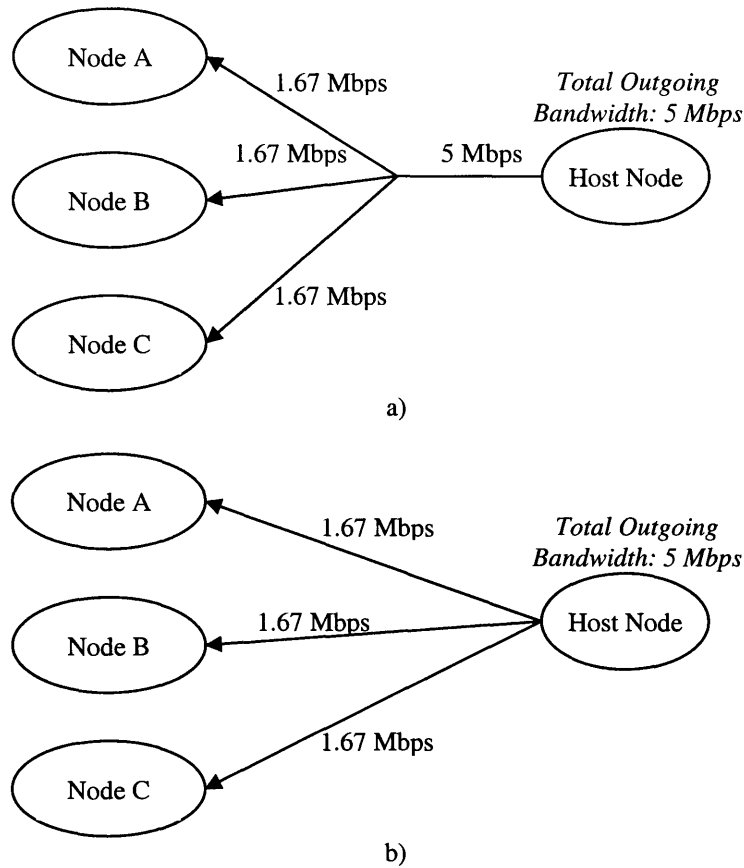 Node A
1.67 Mbps
Total Outgoing
Bandwidth: 5 Mbps
1.67 Mbps
5 Mbps
Node B
Host Node
1.67 Mbps
Node C
a)
Node A
1.67 Mbps
Total Outgoing
Bandwidth: 5 Mbps
Node B
1.67 Mbps
Host Node
1.67 Mbps
Node C
b)